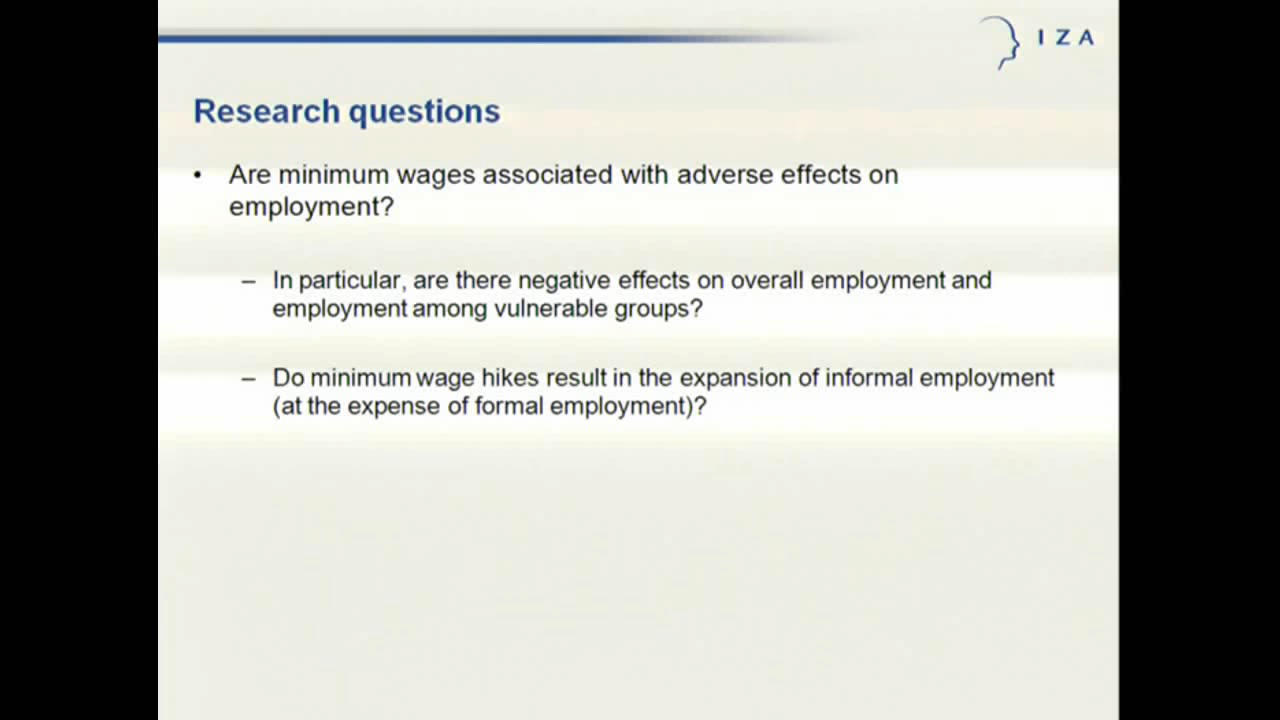 I Z A
Research questions
• Are minimum wages associated with adverse effects on
employment?
– In particular, are there negative effects on overall employment and
employment among vulnerable groups?
– Do minimum wage hikes result in the expansion of informal employment
(at the expense of formal employment)?